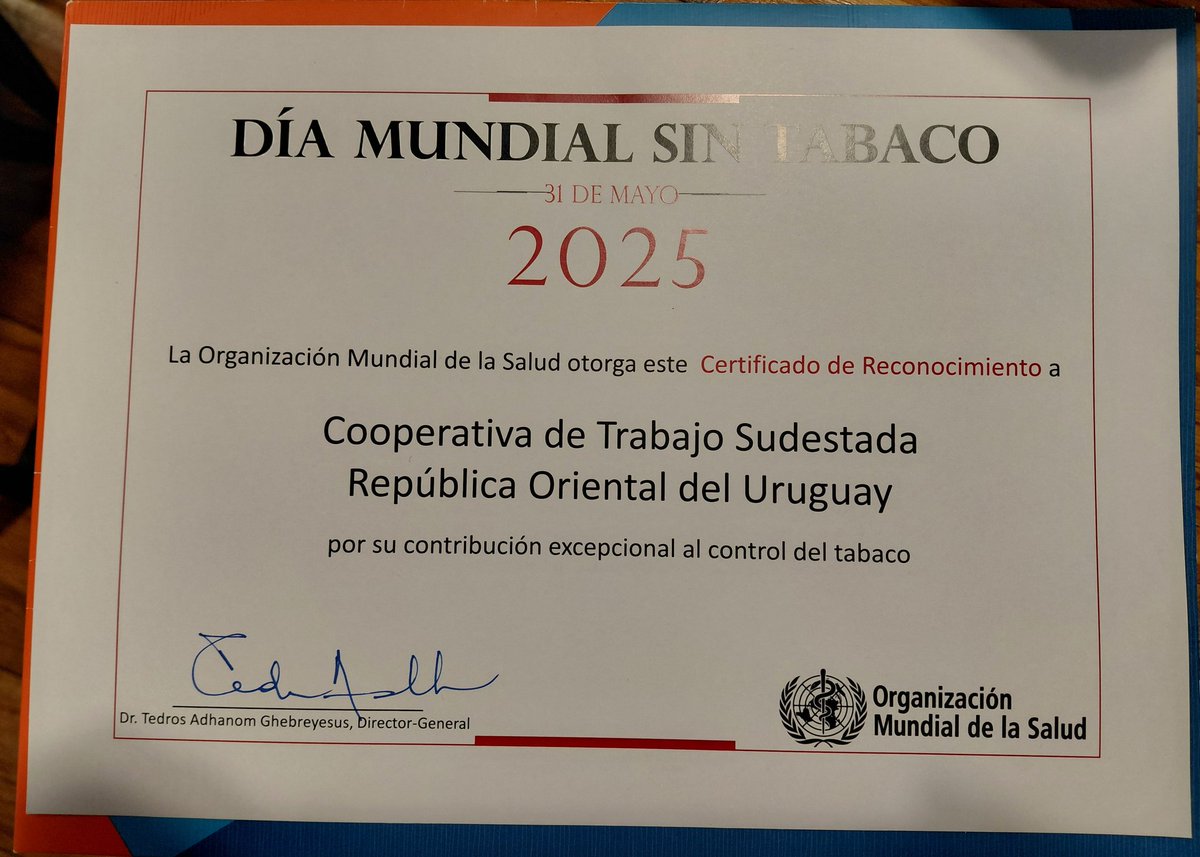 DÍA MUNDIAL SIN TABACO
31 DE MAYO
2025
La Organización Mundial de la Salud otorga este Certificado de Reconocimiento a
Cooperativa de Trabajo Sudestada
República Oriental del Uruguay
por su contribución excepcional al control del tabaco
Dr. Tedros Adhanom Ghebreyesus, Director-General
Organización
Mundial de la Salud